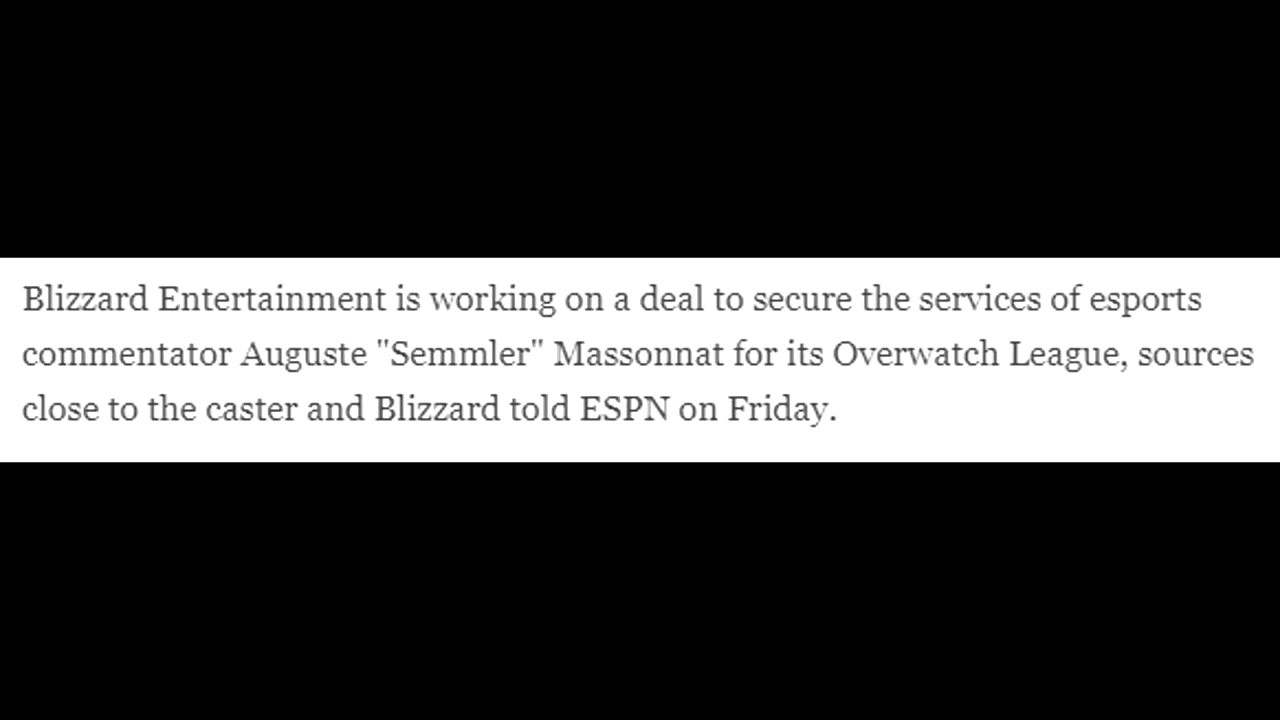 Blizzard Entertainment is working on a deal to secure the services of esports
commentator Auguste "Semmler" Massonnat for its Overwatch League, sources
close to the caster and Blizzard told ESPN on Friday.